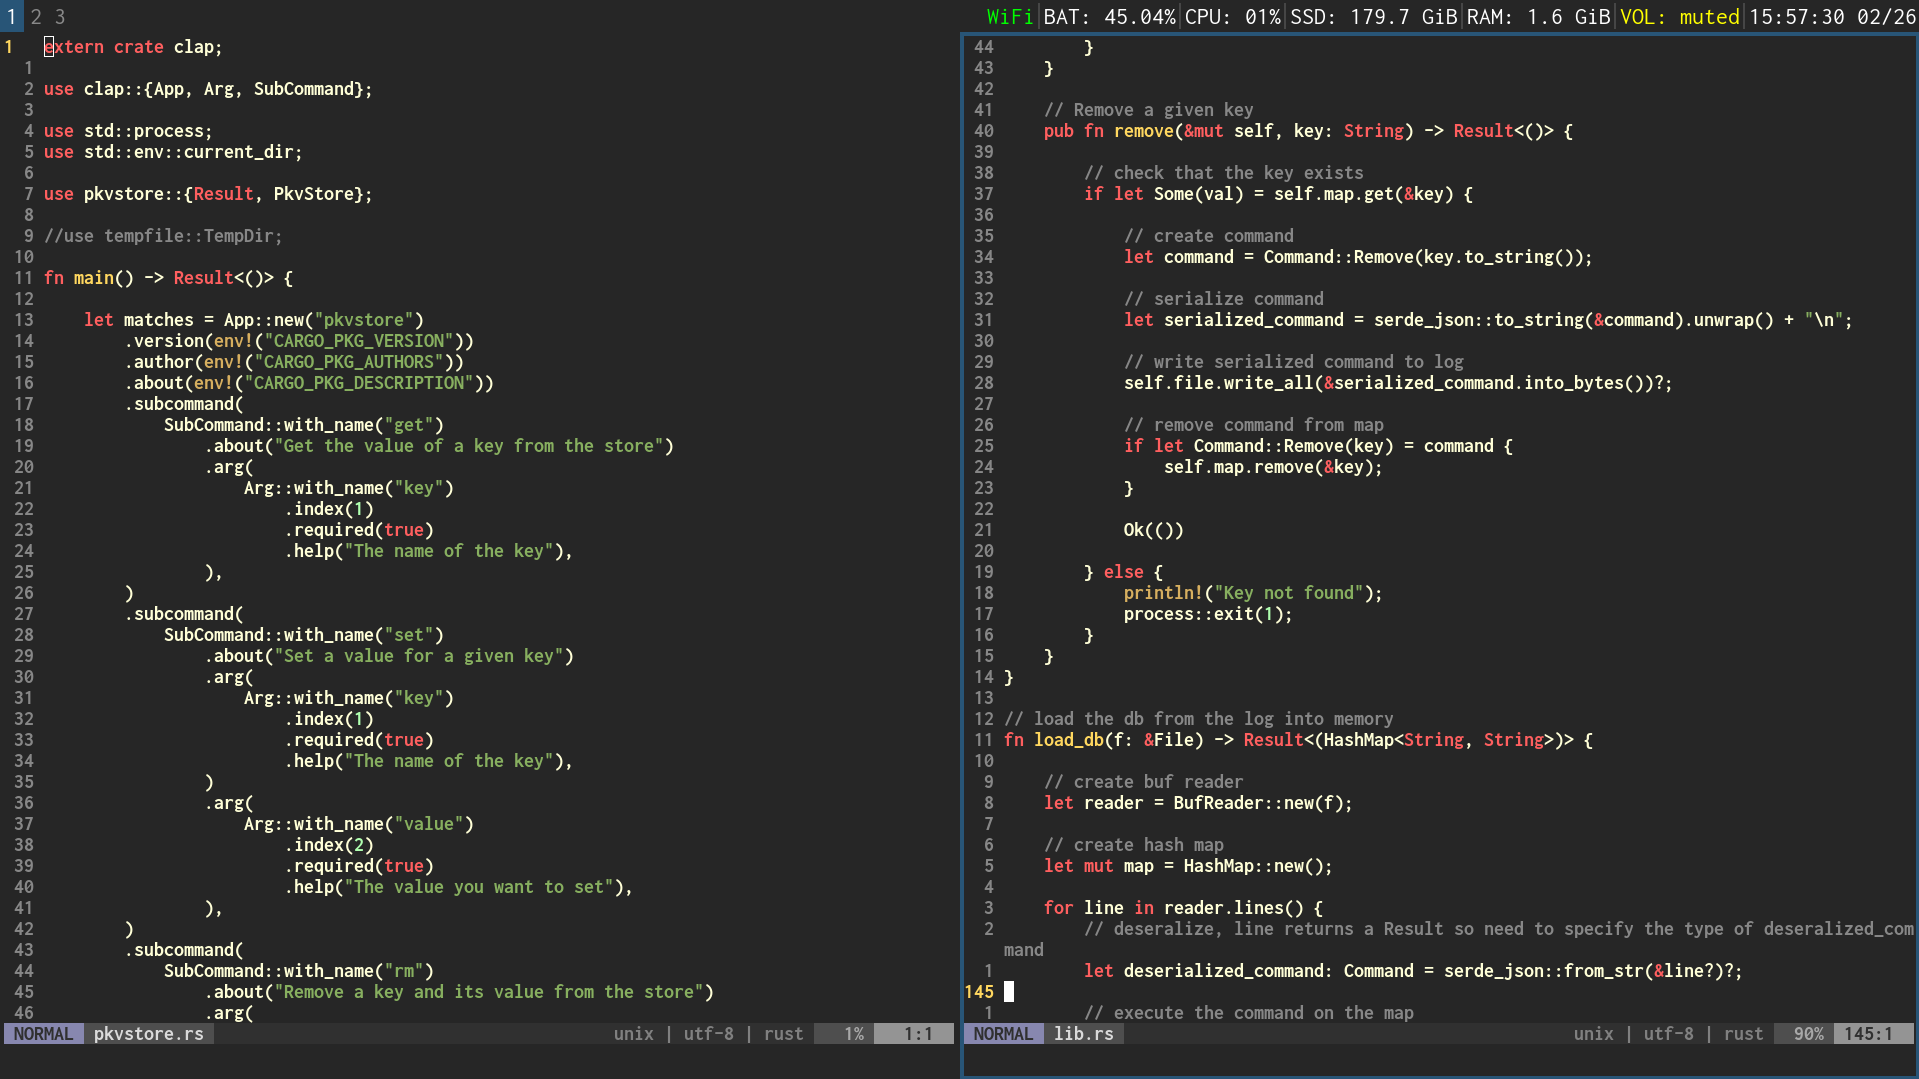 1 2 3
WiFi|BAT: 45.04%|CPU: 01%|SSD: 179.7 GiB|RAM: 1.6 GiB|VOL: muted|15:57:30 02/26
1   extern crate clap;
  1
  2 use clap::{App, Arg, SubCommand};
  3
  4 use std::process;
  5 use std::env::current_dir;
  6
  7 use pkvstore::{Result, PkvStore};
  8
  9 //use tempfile::TempDir;
 10
 11 fn main() -> Result<()> {
 12
 13     let matches = App::new("pkvstore")
 14         .version(env!("CARGO_PKG_VERSION"))
 15         .author(env!("CARGO_PKG_AUTHORS"))
 16         .about(env!("CARGO_PKG_DESCRIPTION"))
 17         .subcommand(
 18             SubCommand::with_name("get")
 19                 .about("Get the value of a key from the store")
 20                 .arg(
 21                     Arg::with_name("key")
 22                         .index(1)
 23                         .required(true)
 24                         .help("The name of the key"),
 25                 ),
 26         )
 27         .subcommand(
 28             SubCommand::with_name("set")
 29                 .about("Set a value for a given key")
 30                 .arg(
 31                     Arg::with_name("key")
 32                         .index(1)
 33                         .required(true)
 34                         .help("The name of the key"),
 35                 )
 36                 .arg(
 37                     Arg::with_name("value")
 38                         .index(2)
 39                         .required(true)
 40                         .help("The value you want to set"),
 41                 ),
 42         )
 43         .subcommand(
 44             SubCommand::with_name("rm")
 45                 .about("Remove a key and its value from the store")
 46                 .arg(
NORMAL pkvstore.rs unix | utf-8 | rust 1% 1:1
 44         }
 43     }
 42
 41     // Remove a given key
 40     pub fn remove(&mut self, key: String) -> Result<()> {
 39
 38         // check that the key exists
 37         if let Some(val) = self.map.get(&key) {
 36
 35             // create command
 34             let command = Command::Remove(key.to_string());
 33
 32             // serialize command
 31             let serialized_command = serde_json::to_string(&command).unwrap() + "\n";
 30
 29             // write serialized command to log
 28             self.file.write_all(&serialized_command.into_bytes())?;
 27
 26             // remove command from map
 25             if let Command::Remove(key) = command {
 24                 self.map.remove(&key);
 23             }
 22
 21             Ok(())
 20
 19         } else {
 18             println!("Key not found");
 17             process::exit(1);
 16         }
 15     }
 14 }
 13
 12 // load the db from the log into memory
 11 fn load_db(f: &File) -> Result<(HashMap<String, String>)> {
 10
  9     // create buf reader
  8     let reader = BufReader::new(f);
  7
  6     // create hash map
  5     let mut map = HashMap::new();
  4
  3     for line in reader.lines() {
  2         // deseralize, line returns a Result so need to specify the type of deseralized_com
mand
  1         let deserialized_command: Command = serde_json::from_str(&line?)?;
145
  1         // execute the command on the map
NORMAL lib.rs unix | utf-8 | rust 90% 145:1